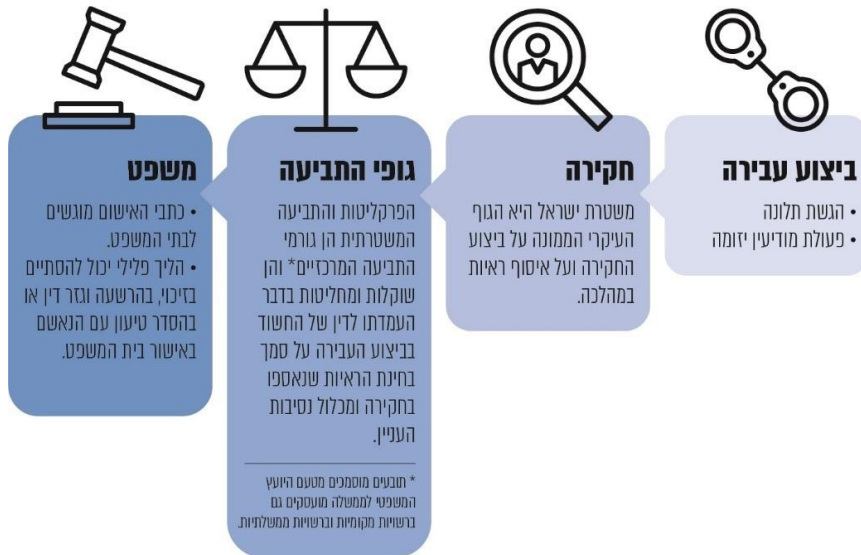 ביצוע עבירה
• הגשת תלונה
• פעולת מודיעין יזומה
חקירה
משטרת ישראל היא הגוף
העיקרי הממונה על ביצוע
החקירה ועל איסוף ראיות
במהלכה.
גופי התביעה
הפרקליטות והתביעה
המשטרתית הן גורמי
התביעה המרכזיים* והן
שוקלות ומחליטות בדבר
העמדתו לדין של החשוד
בביצוע העבירה על סמך
בחינת הראיות שנאספו
בחקירה ומכלול נסיבות
העניין.
* תובעים מוסמכים מטעם היועץ
המשפטי לממשלה מועסקים גם
ברשויות מקומיות וברשויות ממשלתיות.
משפט
• כתבי האישום מוגשים
לבתי המשפט.
• הליך פלילי יכול להסתיים
בזיכוי, בהרשעה וגזר דין או
בהסדר טיעון עם הנאשם
באישור בית המשפט.